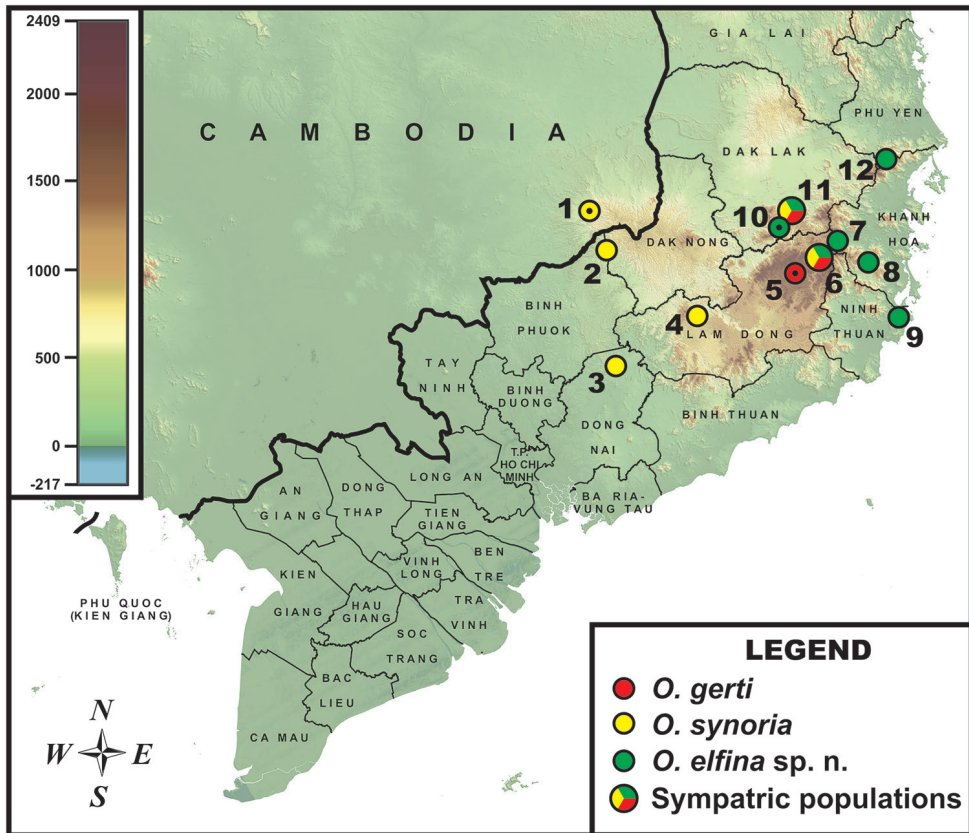 2409
2000
1500
1000
500
0
-217
GIA LAI
CAMBODIA
PHU YEN
DAK LAK
12
11
1
10
KHANH
HOA
7
DAK NONG
2
8
5
6
BINH
PHUOK
NINH
THUAN
9
4
LAM DONG
TAY
NINH
3
BINH
DUONG
BINH THUAN
DONG
NAI
T.P.
HO CHI
MINH
LONG AN
AN
GIANG
DONG
THAP
BA RIA-
VUNG TAU
TIEN
GIANG
BEN
TRE
VINH
LONG
KIEN
GIANG
TRA
VINH
HAU
GIANG
PHU QUOC
(KIEN GIANG)
SOC
TRANG
BAC
LIEU
CA MAU
N
W E
S
LEGEND
O. gerti
O. synoria
O. elfina sp. n.
Sympatric populations